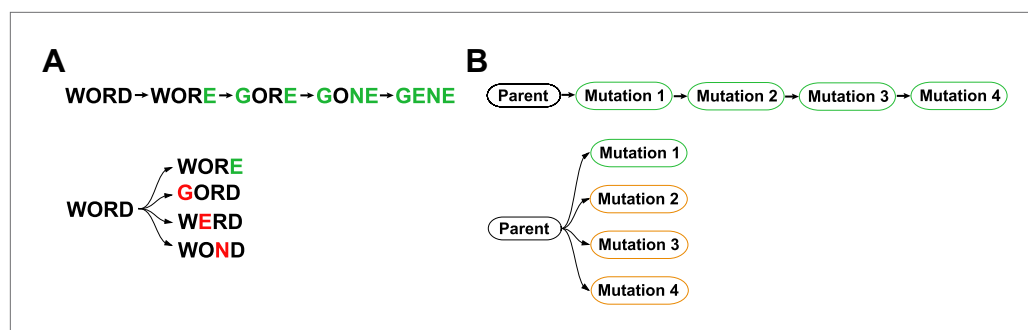 A
WORD WORE GORE GONE GENE
WORD
WORE
GORD
WERD
WOND
B
Parent Mutation 1 Mutation 2 Mutation 3 Mutation 4
Parent
Mutation 1
Mutation 2
Mutation 3
Mutation 4